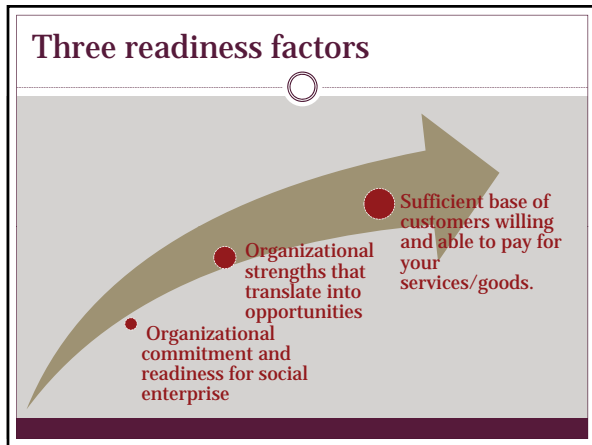 Three readiness factors
Sufficient base of
customers willing
and able to pay for
your
services/goods.
Organizational
strengths that
translate into
opportunities
Organizational
commitment and
readiness for social
enterprise